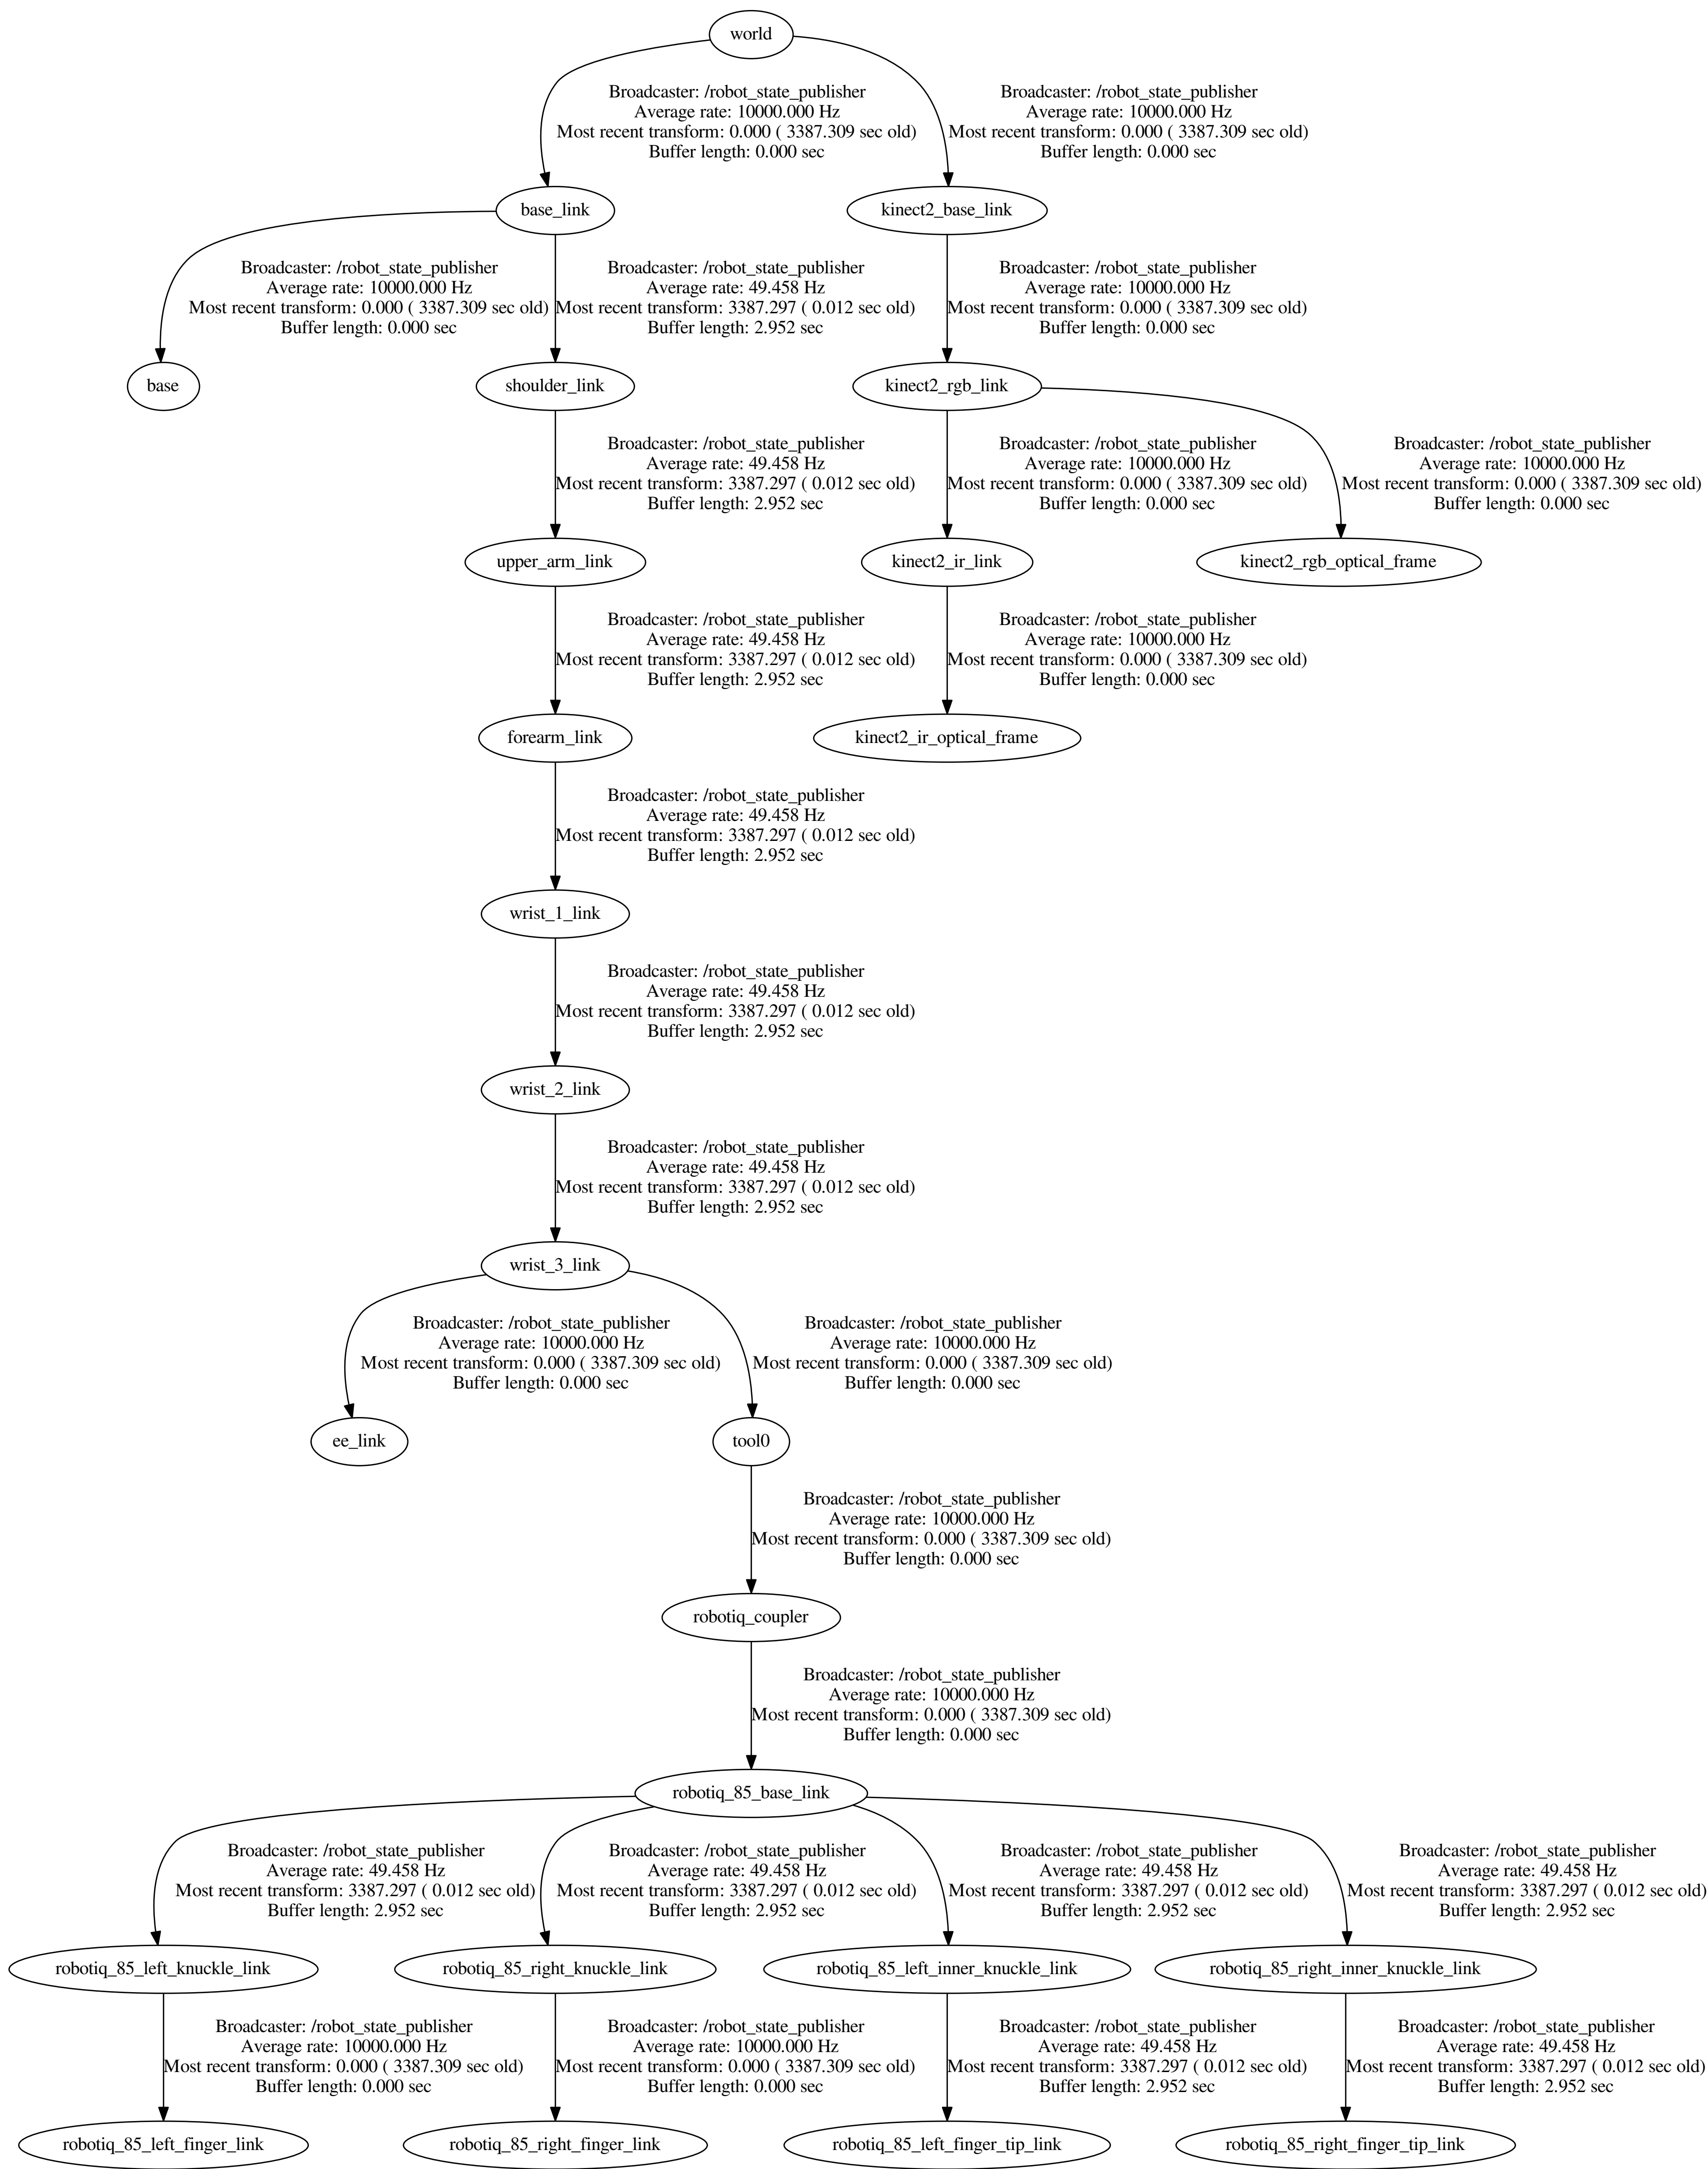 world
Broadcaster: /robot_state_publisher
Average rate: 10000.000 Hz
Most recent transform: 0.000 ( 3387.309 sec old)
Buffer length: 0.000 sec
Broadcaster: /robot_state_publisher
Average rate: 10000.000 Hz
Most recent transform: 0.000 ( 3387.309 sec old)
Buffer length: 0.000 sec
base_link
kinect2_base_link
Broadcaster: /robot_state_publisher
Average rate: 10000.000 Hz
Most recent transform: 0.000 ( 3387.309 sec old)
Buffer length: 0.000 sec
Broadcaster: /robot_state_publisher
Average rate: 49.458 Hz
Most recent transform: 3387.297 ( 0.012 sec old)
Buffer length: 2.952 sec
Broadcaster: /robot_state_publisher
Average rate: 10000.000 Hz
Most recent transform: 0.000 ( 3387.309 sec old)
Buffer length: 0.000 sec
base
shoulder_link
kinect2_rgb_link
Broadcaster: /robot_state_publisher
Average rate: 49.458 Hz
Most recent transform: 3387.297 ( 0.012 sec old)
Buffer length: 2.952 sec
Broadcaster: /robot_state_publisher
Average rate: 10000.000 Hz
Most recent transform: 0.000 ( 3387.309 sec old)
Buffer length: 0.000 sec
Broadcaster: /robot_state_publisher
Average rate: 10000.000 Hz
Most recent transform: 0.000 ( 3387.309 sec old)
Buffer length: 0.000 sec
upper_arm_link
kinect2_ir_link
kinect2_rgb_optical_frame
Broadcaster: /robot_state_publisher
Average rate: 49.458 Hz
Most recent transform: 3387.297 ( 0.012 sec old)
Buffer length: 2.952 sec
Broadcaster: /robot_state_publisher
Average rate: 10000.000 Hz
Most recent transform: 0.000 ( 3387.309 sec old)
Buffer length: 0.000 sec
forearm_link
kinect2_ir_optical_frame
Broadcaster: /robot_state_publisher
Average rate: 49.458 Hz
Most recent transform: 3387.297 ( 0.012 sec old)
Buffer length: 2.952 sec
wrist_1_link
Broadcaster: /robot_state_publisher
Average rate: 49.458 Hz
Most recent transform: 3387.297 ( 0.012 sec old)
Buffer length: 2.952 sec
wrist_2_link
Broadcaster: /robot_state_publisher
Average rate: 49.458 Hz
Most recent transform: 3387.297 ( 0.012 sec old)
Buffer length: 2.952 sec
wrist_3_link
Broadcaster: /robot_state_publisher
Average rate: 10000.000 Hz
Most recent transform: 0.000 ( 3387.309 sec old)
Buffer length: 0.000 sec
Broadcaster: /robot_state_publisher
Average rate: 10000.000 Hz
Most recent transform: 0.000 ( 3387.309 sec old)
Buffer length: 0.000 sec
ee_link
tool0
Broadcaster: /robot_state_publisher
Average rate: 10000.000 Hz
Most recent transform: 0.000 ( 3387.309 sec old)
Buffer length: 0.000 sec
robotiq_coupler
Broadcaster: /robot_state_publisher
Average rate: 10000.000 Hz
Most recent transform: 0.000 ( 3387.309 sec old)
Buffer length: 0.000 sec
robotiq_85_base_link
Broadcaster: /robot_state_publisher
Average rate: 49.458 Hz
Most recent transform: 3387.297 ( 0.012 sec old)
Buffer length: 2.952 sec
Broadcaster: /robot_state_publisher
Average rate: 49.458 Hz
Most recent transform: 3387.297 ( 0.012 sec old)
Buffer length: 2.952 sec
Broadcaster: /robot_state_publisher
Average rate: 49.458 Hz
Most recent transform: 3387.297 ( 0.012 sec old)
Buffer length: 2.952 sec
Broadcaster: /robot_state_publisher
Average rate: 49.458 Hz
Most recent transform: 3387.297 ( 0.012 sec old)
Buffer length: 2.952 sec
robotiq_85_left_knuckle_link
robotiq_85_right_knuckle_link
robotiq_85_left_inner_knuckle_link
robotiq_85_right_inner_knuckle_link
Broadcaster: /robot_state_publisher
Average rate: 10000.000 Hz
Most recent transform: 0.000 ( 3387.309 sec old)
Buffer length: 0.000 sec
Broadcaster: /robot_state_publisher
Average rate: 10000.000 Hz
Most recent transform: 0.000 ( 3387.309 sec old)
Buffer length: 0.000 sec
Broadcaster: /robot_state_publisher
Average rate: 49.458 Hz
Most recent transform: 3387.297 ( 0.012 sec old)
Buffer length: 2.952 sec
Broadcaster: /robot_state_publisher
Average rate: 49.458 Hz
Most recent transform: 3387.297 ( 0.012 sec old)
Buffer length: 2.952 sec
robotiq_85_left_finger_link
robotiq_85_right_finger_link
robotiq_85_left_finger_tip_link
robotiq_85_right_finger_tip_link